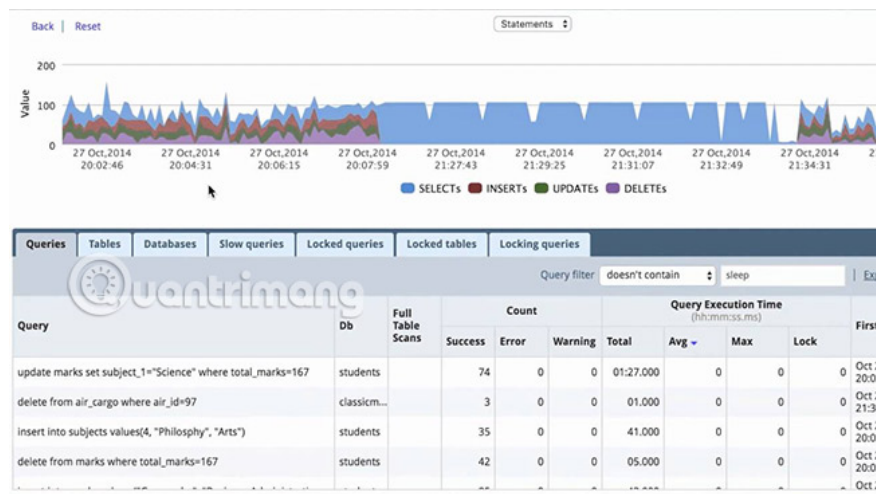 Back | Reset
Statements
200
100
0
Value
27 Oct,2014 20:02:46
27 Oct,2014 20:04:31
27 Oct,2014 20:06:15
27 Oct,2014 20:07:59
27 Oct,2014 21:27:43
27 Oct,2014 21:29:25
27 Oct,2014 21:31:07
27 Oct,2014 21:32:49
27 Oct,2014 21:34:31
SELECTs INSERTs UPDATEs DELETEs
Queries Tables Databases Slow queries Locked queries Locked tables Locking queries
Query filter doesn't contain sleep
Quantrimang
Query Db Full Table Scans Count Query Execution Time (hh:mm:ss.ms)
Success Error Warning Total Avg Max Lock
update marks set subject_1="Science" where total_marks=167 students 74 0 0 01:27.000 0 0 0 Oct
delete from air_cargo where air_id=97 classicm... 3 0 0 01.000 0 0 0 Oct
insert into subjects values(4, "Philosphy", "Arts") students 35 0 0 41.000 0 0 0 Oct
delete from marks where total_marks=167 students 42 0 0 05.000 0 0 0 Oct